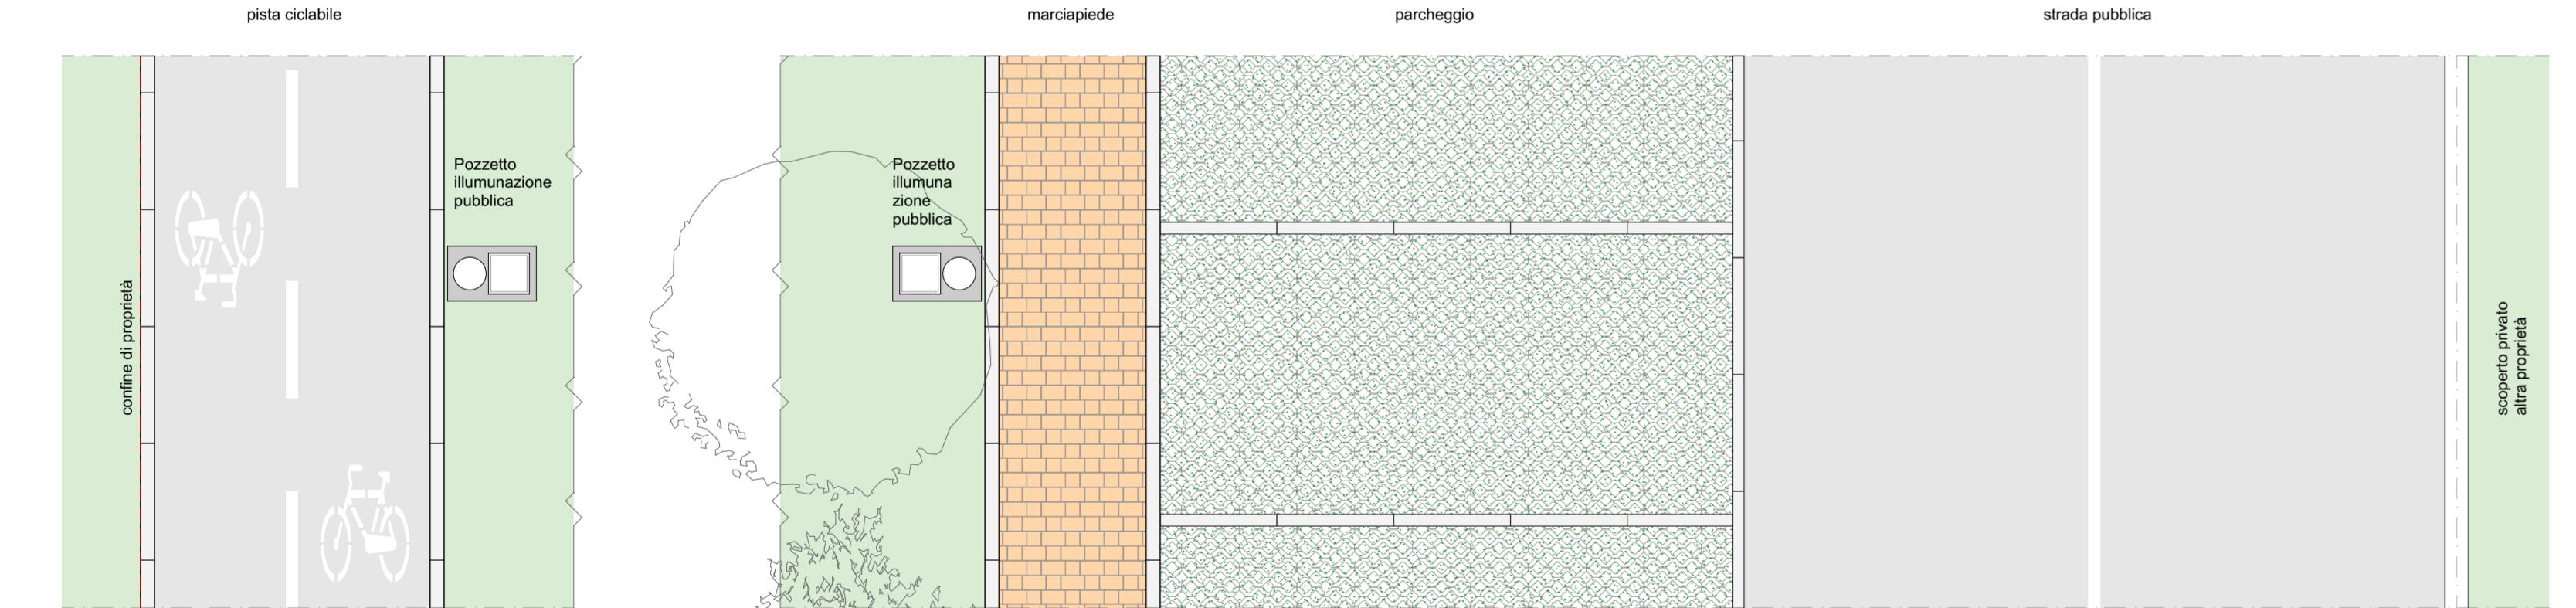 pista ciclabile
marciapiede
parcheggio
strada pubblica
confine di proprietà
Pozzetto
illumunazione
pubblica
Pozzetto
illumuna
zione
pubblica
scoperto privato
altra proprietà